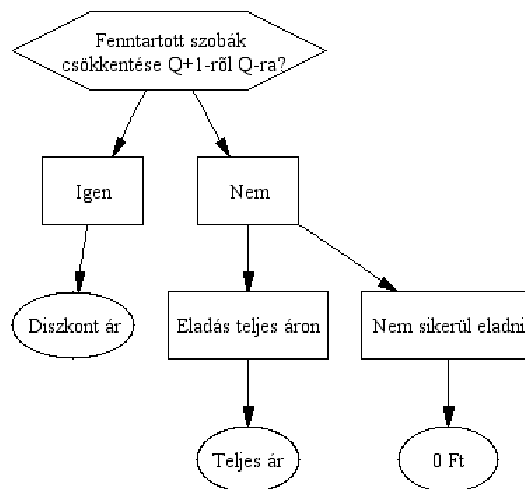 Fenntartott szobák
csökkentése Q+1-rõl Q-ra?
Igen
Nem
Diszkont ár
Eladás teljes áron
Nem sikerül eladni
Teljes ár
0 Ft